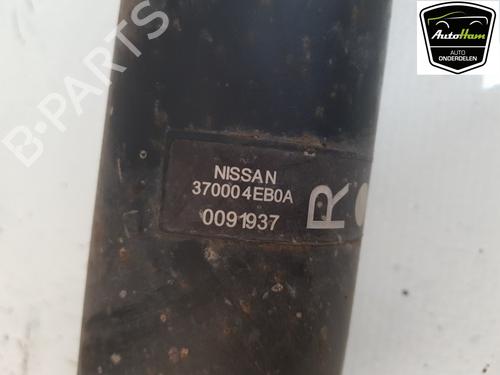 AutoHam
AUTO
ONDERDELEN
B-PARTS
NISSAN
370004EB0A
0091937
R